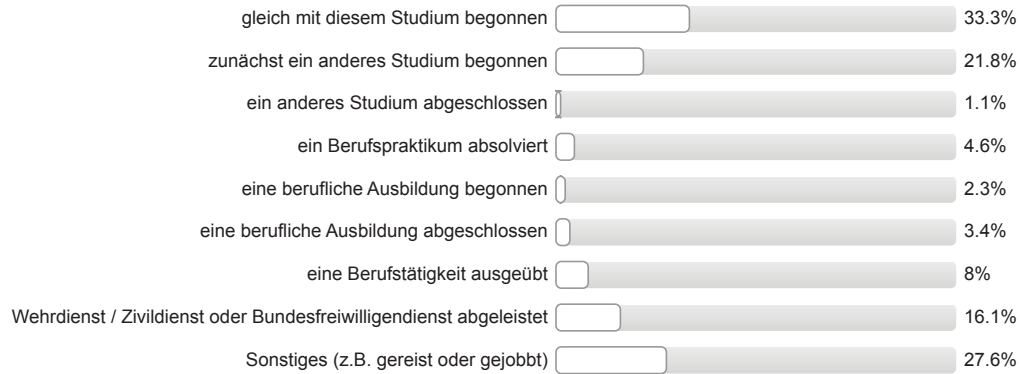 gleich mit diesem Studium begonnen 33.3%
zunächst ein anderes Studium begonnen 21.8%
ein anderes Studium abgeschlossen 1.1%
ein Berufspraktikum absolviert 4.6%
eine berufliche Ausbildung begonnen 2.3%
eine berufliche Ausbildung abgeschlossen 3.4%
eine Berufstätigkeit ausgeübt 8%
Wehrdienst / Zivildienst oder Bundesfreiwilligendienst abgeleistet 16.1%
Sonstiges (z.B. gereist oder gejobbt) 27.6%